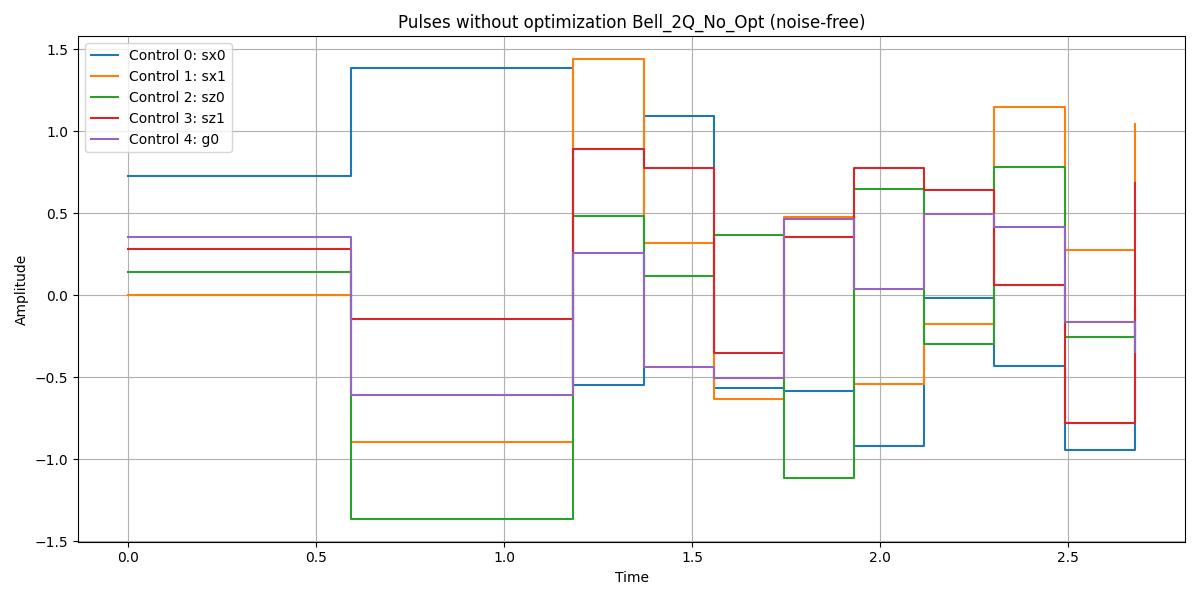 Pulses without optimization Bell_2Q_No_Opt (noise-free)
Control 0: sx0
Control 1: sx1
Control 2: sz0
Control 3: sz1
Control 4: g0
1.5
1.0
0.5
0.0
−0.5
−1.0
−1.5
Amplitude
0.0
0.5
1.0
1.5
2.0
2.5
Time